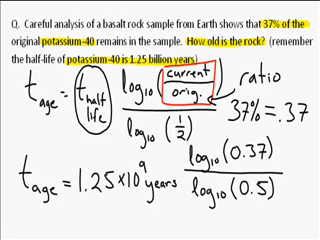 Q. Careful analysis of a basalt rock sample from Earth shows that 37% of the
original potassium-40 remains in the sample. How old is the rock? (remember
the half-life of potassium-40 is 1.25 billion years)
t age = t half life log10(current/orig.) / log10(1/2)
ratio
37% = .37
t age = 1.25×10^9 years log10(0.37) / log10(0.5)